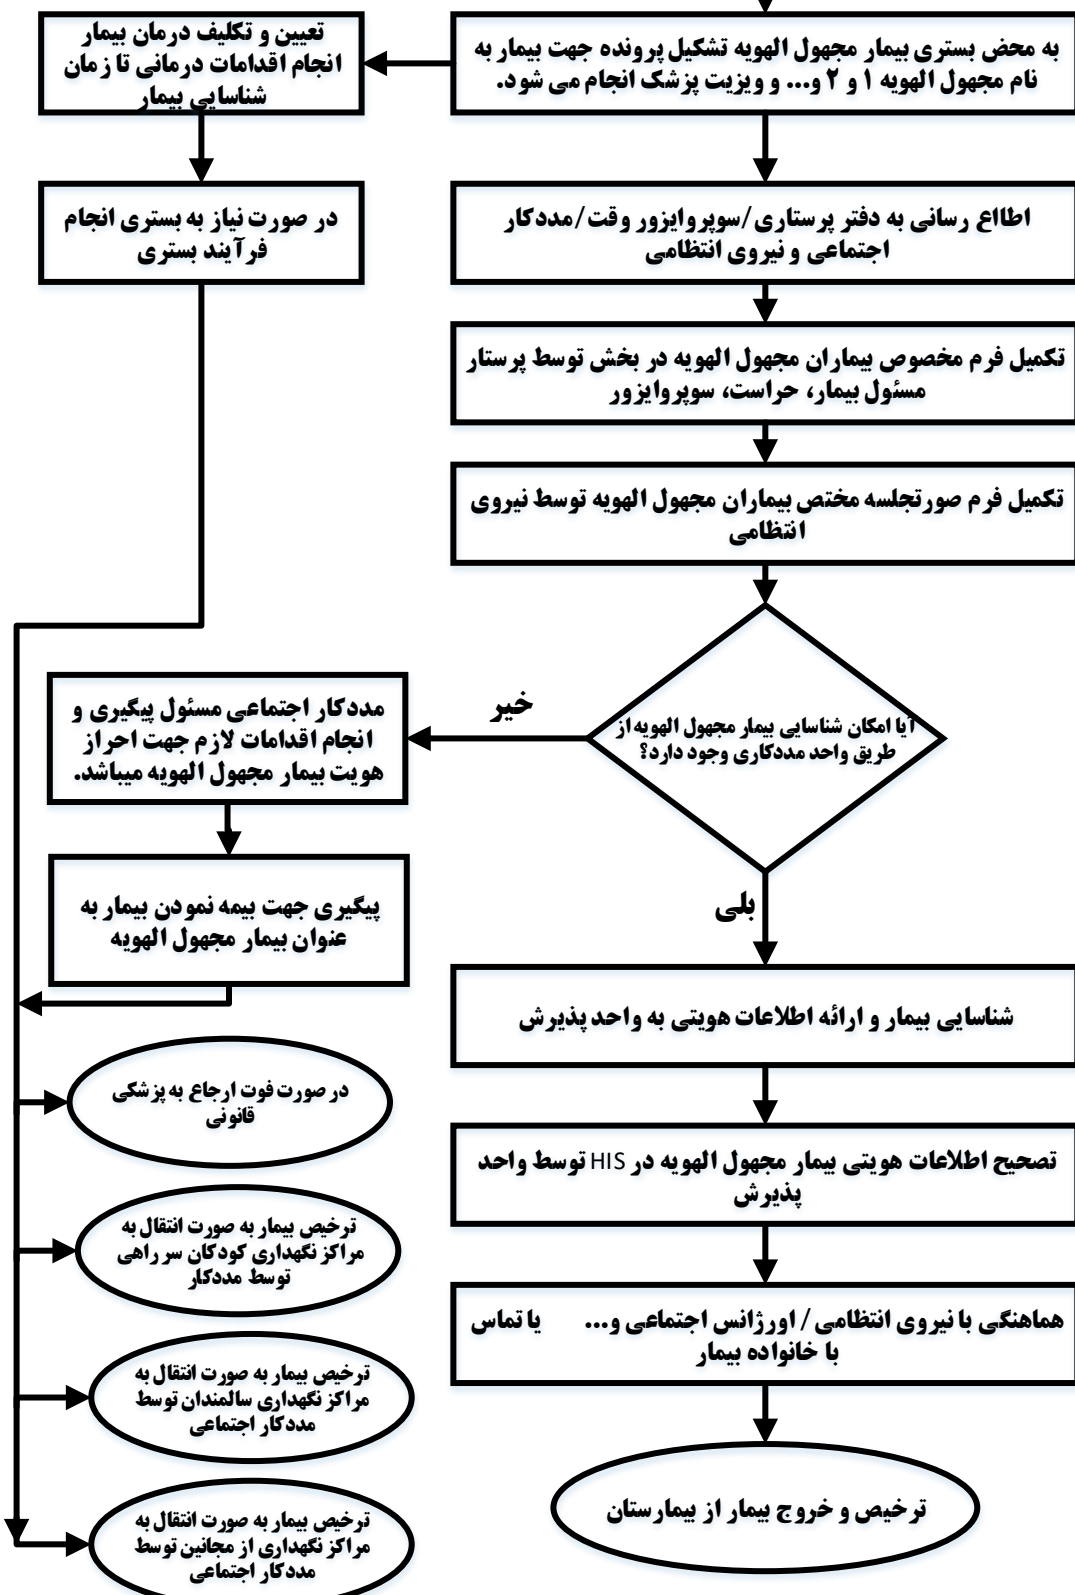 به محض بستری بیمار مجهول الهویه تشکیل پرونده جهت بیمار به
نام مجهول الهویه ۱ و ۲ و... و ویزیت پزشک انجام می شود.
تعیین و تکلیف درمان بیمار
انجام اقدامات درمانی تا زمان
شناسایی بیمار
در صورت نیاز به بستری انجام
فرآیند بستری
اطااع رسانی به دفتر پرستاری/سوپروایزور وقت/مددکار
اجتماعی و نیروی انتظامی
تکمیل فرم مخصوص بیماران مجهول الهویه در بخش توسط پرستار
مسئول بیمار، حراست، سوپروایزور
تکمیل فرم صورتجلسه مختص بیماران مجهول الهویه توسط نیروی
انتظامی
آیا امکان شناسایی بیمار مجهول الهویه از
طریق واحد مددکاری وجود دارد؟
خیر
مددکار اجتماعی مسئول پیگیری و
انجام اقدامات لازم جهت احراز
هویت بیمار مجهول الهویه میباشد.
پیگیری جهت بیمه نمودن بیمار به
عنوان بیمار مجهول الهویه
بلی
شناسایی بیمار و ارائه اطلاعات هویتی به واحد پذیرش
تصحیح اطلاعات هویتی بیمار مجهول الهویه در HIS توسط واحد
پذیرش
هماهنگی با نیروی انتظامی / اورژانس اجتماعی و... یا تماس
با خانواده بیمار
ترخیص و خروج بیمار از بیمارستان
در صورت فوت ارجاع به پزشکی
قانونی
ترخیص بیمار به صورت انتقال به
مراکز نگهداری کودکان سر راهی
توسط مددکار
ترخیص بیمار به صورت انتقال به
مراکز نگهداری سالمندان توسط
مددکار اجتماعی
ترخیص بیمار به صورت انتقال به
مراکز نگهداری از مجانین توسط
مددکار اجتماعی